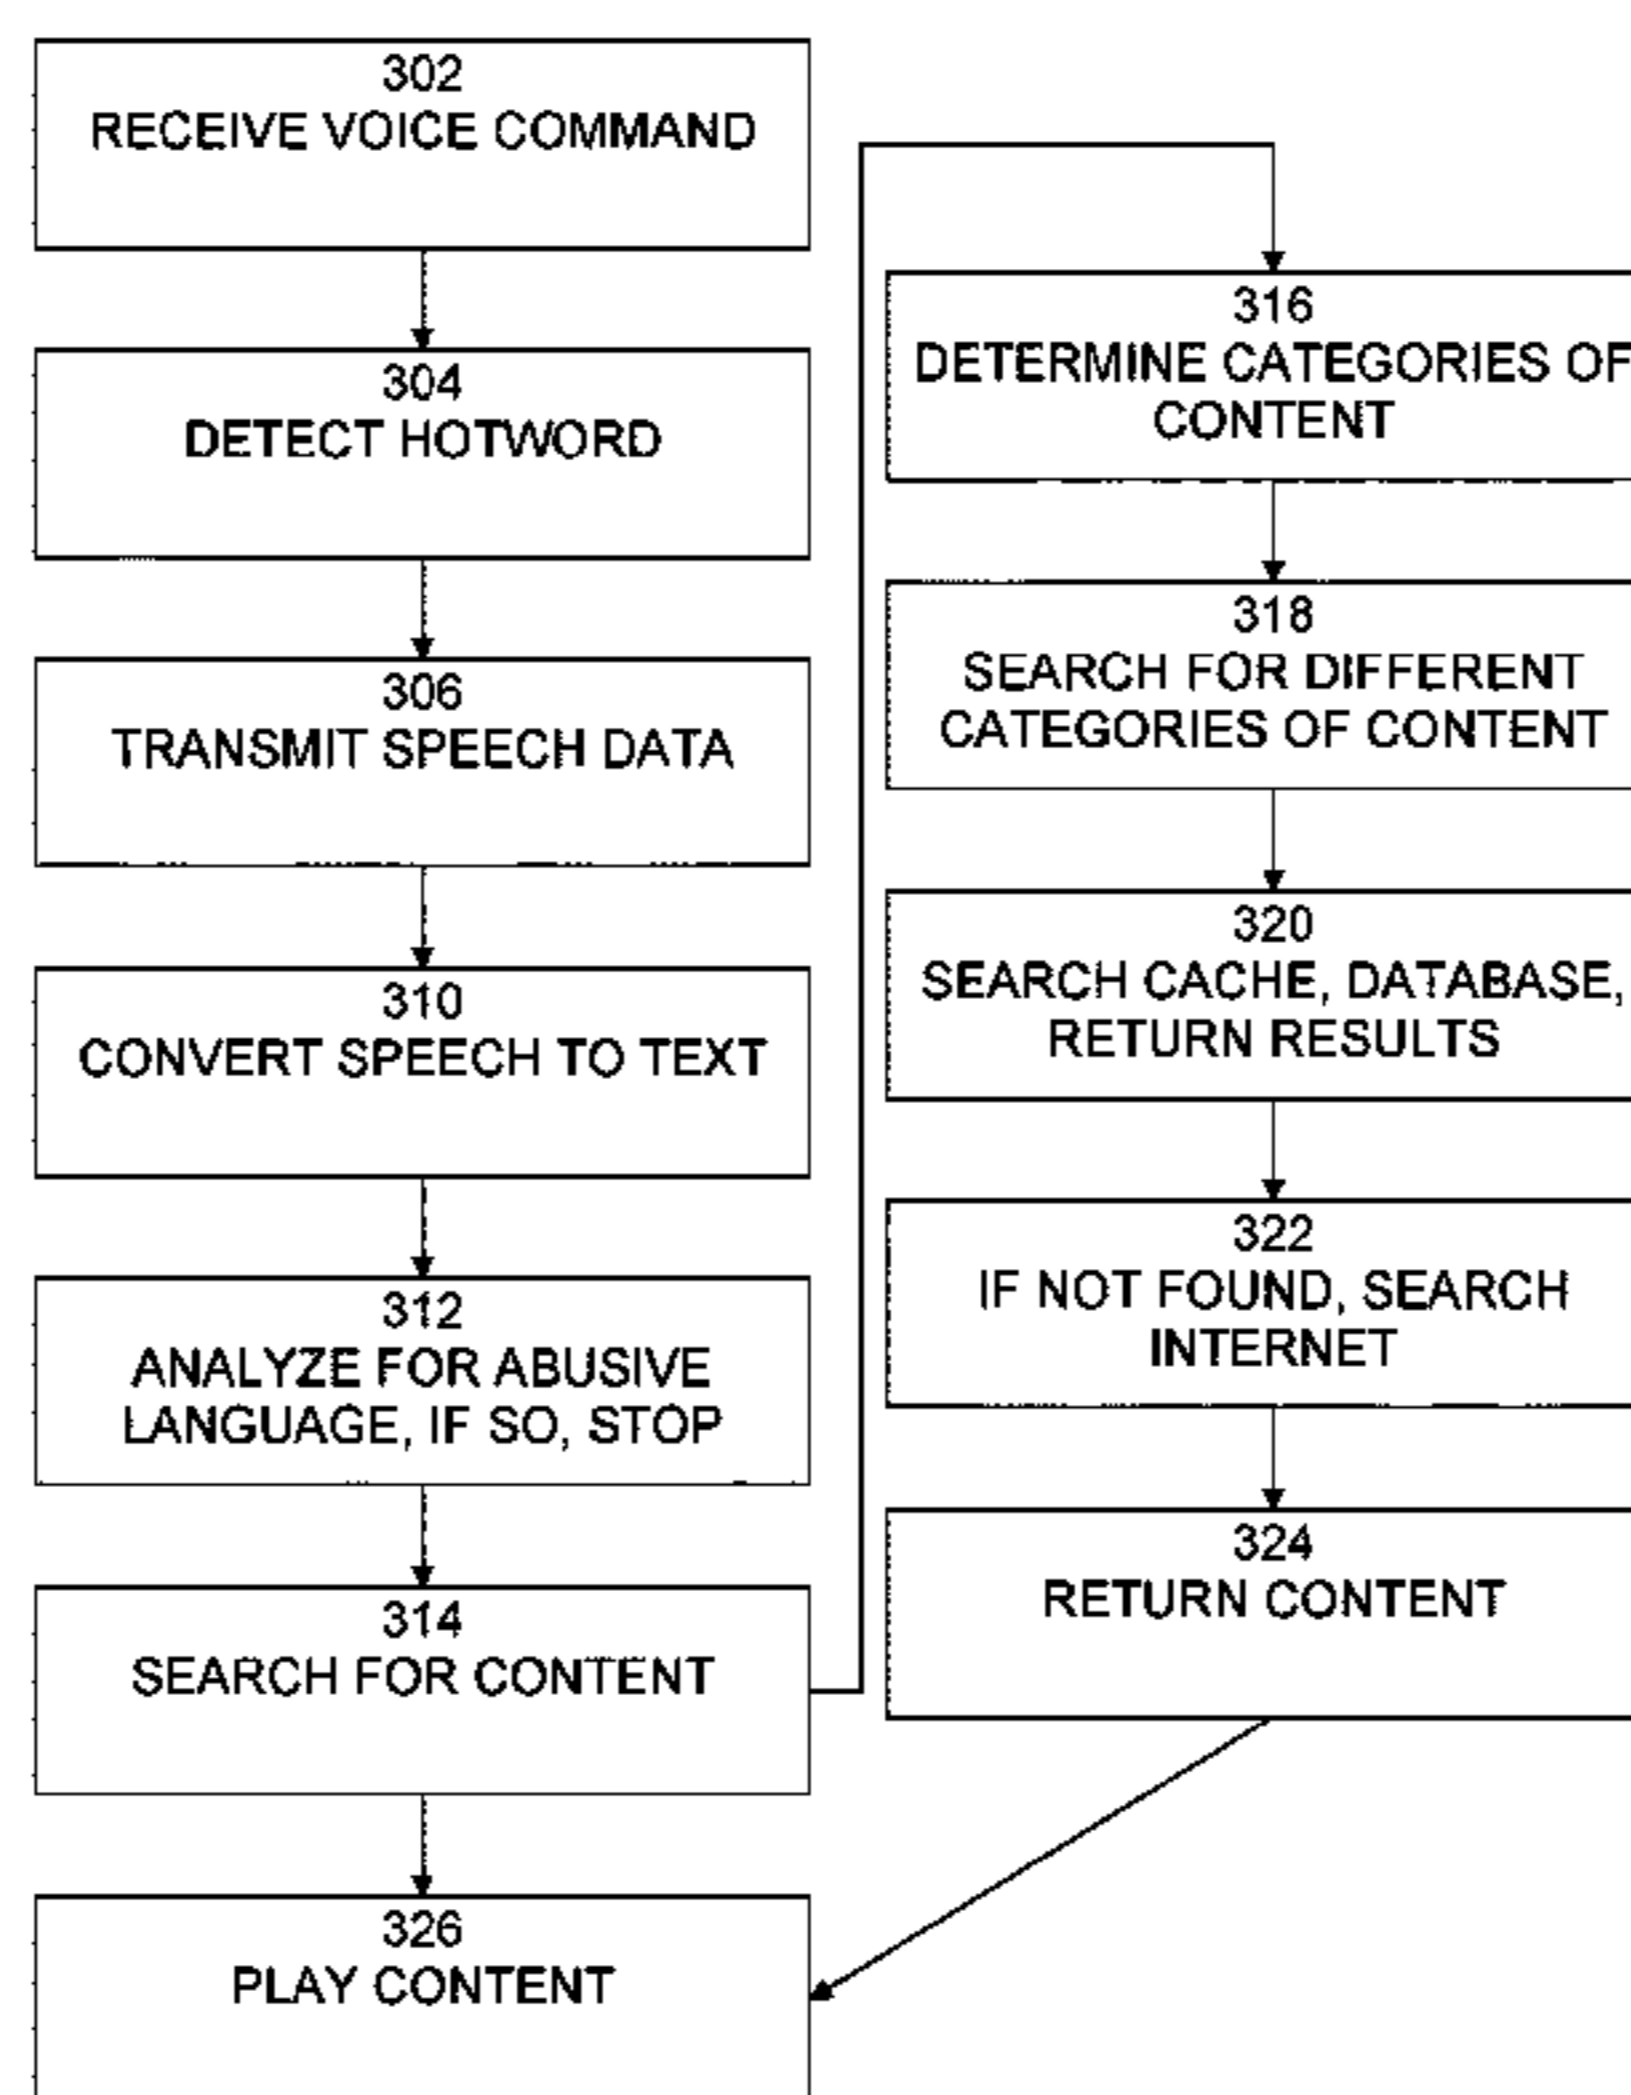 302
RECEIVE VOICE COMMAND
304
DETECT HOTWORD
306
TRANSMIT SPEECH DATA
310
CONVERT SPEECH TO TEXT
312
ANALYZE FOR ABUSIVE
LANGUAGE, IF SO, STOP
314
SEARCH FOR CONTENT
326
PLAY CONTENT
316
DETERMINE CATEGORIES OF
CONTENT
318
SEARCH FOR DIFFERENT
CATEGORIES OF CONTENT
320
SEARCH CACHE, DATABASE,
RETURN RESULTS
322
IF NOT FOUND, SEARCH
INTERNET
324
RETURN CONTENT